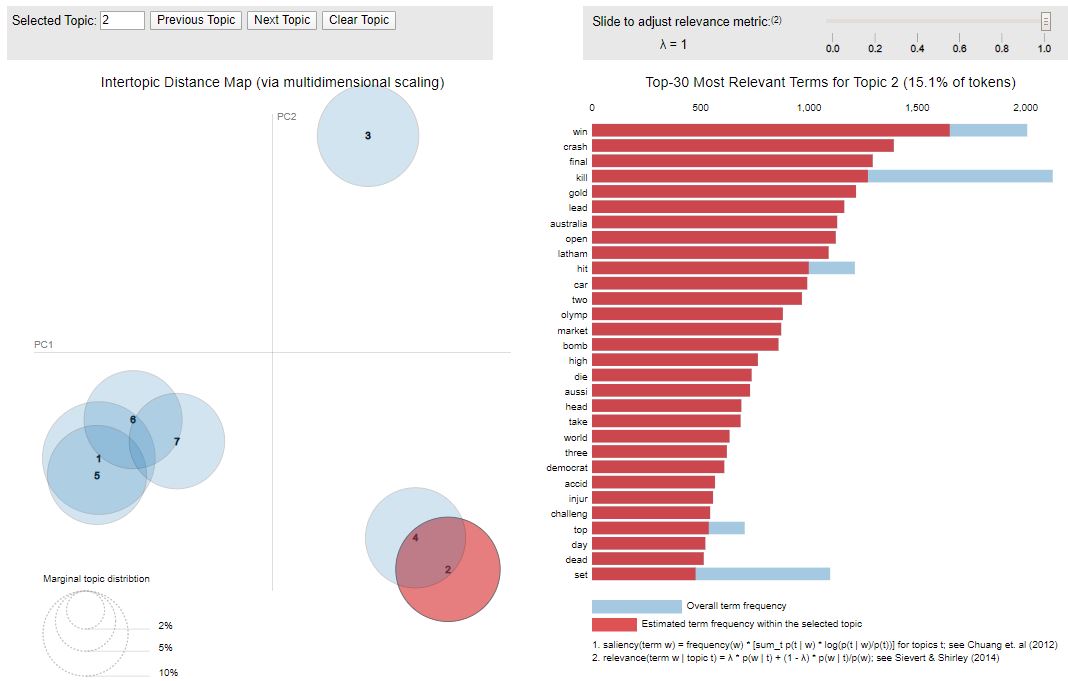 Selected Topic: 2 Previous Topic Next Topic Clear Topic
Slide to adjust relevance metric:(2)
λ = 1
0.0 0.2 0.4 0.6 0.8 1.0
Intertopic Distance Map (via multidimensional scaling)
PC2
3
PC1
6
7
1
5
4
2
Marginal topic distribtion
2%
5%
10%
Top-30 Most Relevant Terms for Topic 2 (15.1% of tokens)
0 500 1,000 1,500 2,000
win
crash
final
kill
gold
lead
australia
open
latham
hit
car
two
olymp
market
bomb
high
die
aussi
head
take
world
three
democrat
accid
injur
challeng
top
day
dead
set
Overall term frequency
Estimated term frequency within the selected topic
1. saliency(term w) = frequency(w) * [sum_t p(t | w) * log(p(t | w)/p(t))] for topics t; see Chuang et. al (2012)
2. relevance(term w | topic t) = λ * p(w | t) + (1 - λ) * p(w | t)/p(w); see Sievert & Shirley (2014)